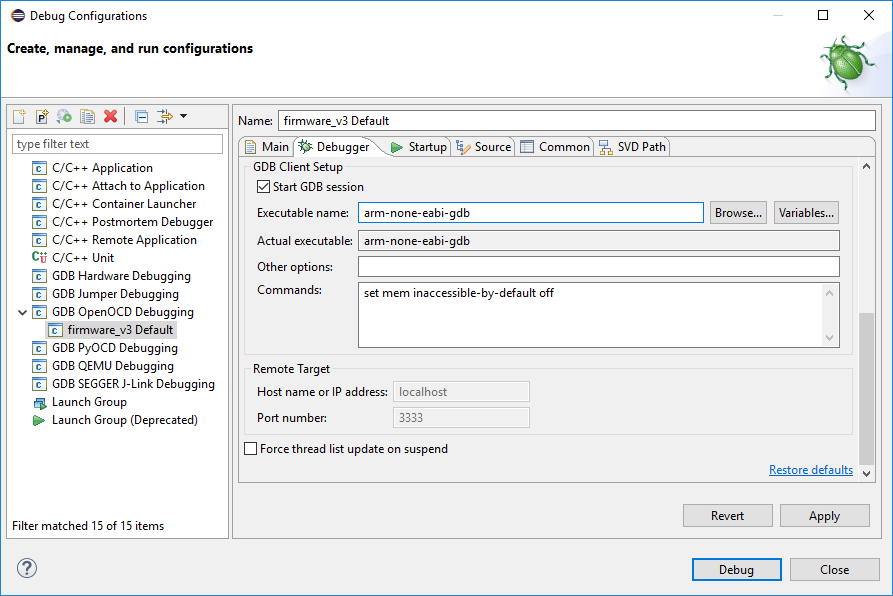 Debug Configurations
Create, manage, and run configurations
type filter text
C/C++ Application
C/C++ Attach to Application
C/C++ Container Launcher
C/C++ Postmortem Debugger
C/C++ Remote Application
C/C++ Unit
GDB Hardware Debugging
GDB Jumper Debugging
GDB OpenOCD Debugging
firmware_v3 Default
GDB PyOCD Debugging
GDB QEMU Debugging
GDB SEGGER J-Link Debugging
Launch Group
Launch Group (Deprecated)
Filter matched 15 of 15 items
Name: firmware_v3 Default
Main Debugger Startup Source Common SVD Path
GDB Client Setup
Start GDB session
Executable name: arm-none-eabi-gdb Browse... Variables...
Actual executable: arm-none-eabi-gdb
Other options:
Commands: set mem inaccessible-by-default off
Remote Target
Host name or IP address: localhost
Port number: 3333
Force thread list update on suspend
Restore defaults
Revert Apply
Debug Close